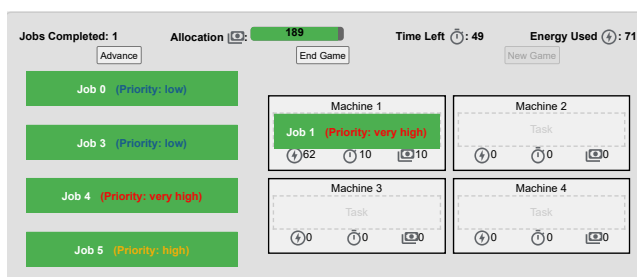 Jobs Completed: 1 Allocation : 189 Time Left : 49 Energy Used : 71
Advance End Game New Game
Job 0 (Priority: low)
Job 3 (Priority: low)
Job 4 (Priority: very high)
Job 5 (Priority: high)
Machine 1
Job 1 (Priority: very high)
62 10 10
Machine 2
Task
0 0 0
Machine 3
Task
0 0 0
Machine 4
Task
0 0 0